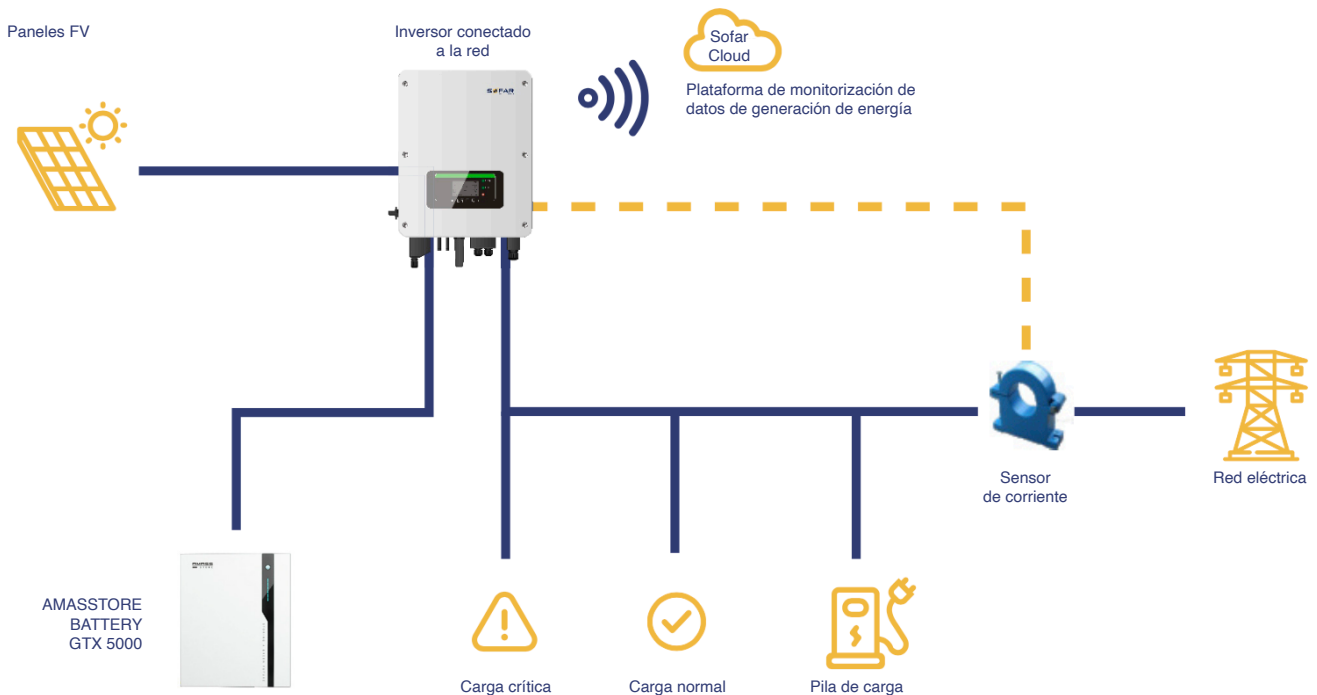 Paneles FV
Inversor conectado
a la red
Sofar
Cloud
Plataforma de monitorización de
datos de generación de energía
SOFAR
Sensor
de corriente
Red eléctrica
AMASSTORE
BATTERY
GTX 5000
Carga crítica
Carga normal
Pila de carga